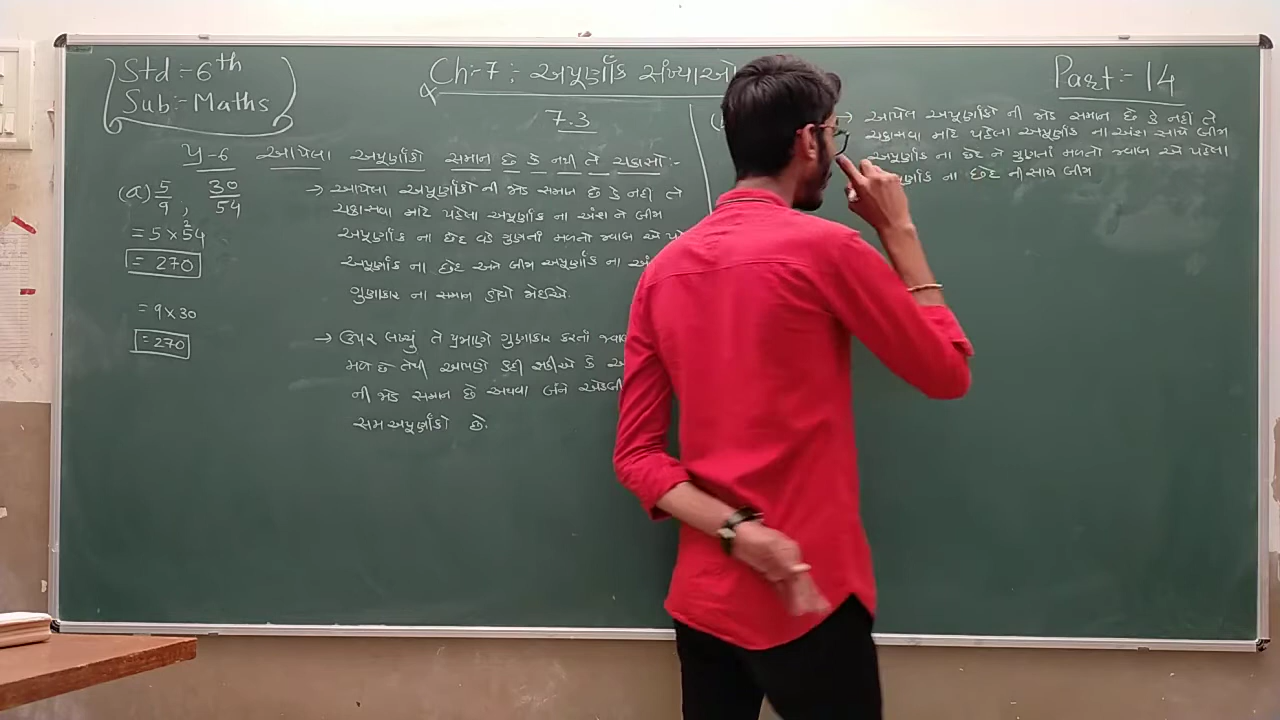 Std :- 6th
Sub :- Maths
Ch:-7 :- અપૂર્ણાંક સંખ્યાઓ
Part :- 14
7.3
પ્ર-6 આપેલા અપૂર્ણાંકો સમાન છે કે નથી તે ચકાસો :-
(a) 5/9 , 30/54
= 5 × 54
= 270
= 9 × 30
= 270
→ આપેલા અપૂર્ણાંકો ની જોડ સમાન છે કે નહી તે
ચકાસવા માટે પહેલા અપૂર્ણાંક ના અંશ ને બીજા
અપૂર્ણાંક ના છેદ વડે ગુણતાં મળતો જવાબ એ
અપૂર્ણાંક ના છેદ અને બીજા અપૂર્ણાંક ના
ગુણાકાર ના સમાન હોવો જોઈએ.
→ ઉપર લખ્યું તે પ્રમાણે ગુણાકાર કરતાં
મળે છે તેથી આપણે કહી શકીએ કે
ની જોડ સમાન છે અથવા બંને
સમઅપૂર્ણાંકો છે.
→ આપેલ અપૂર્ણાંકો ની જોડ સમાન છે કે નહી તે
ચકાસવા માટે પહેલા અપૂર્ણાંક ના અંશ સાથે બીજા
અપૂર્ણાંક ના છેદ ને ગુણતાં મળતો જવાબ એ પહેલા
ના છેદ ની સાથે બીજા